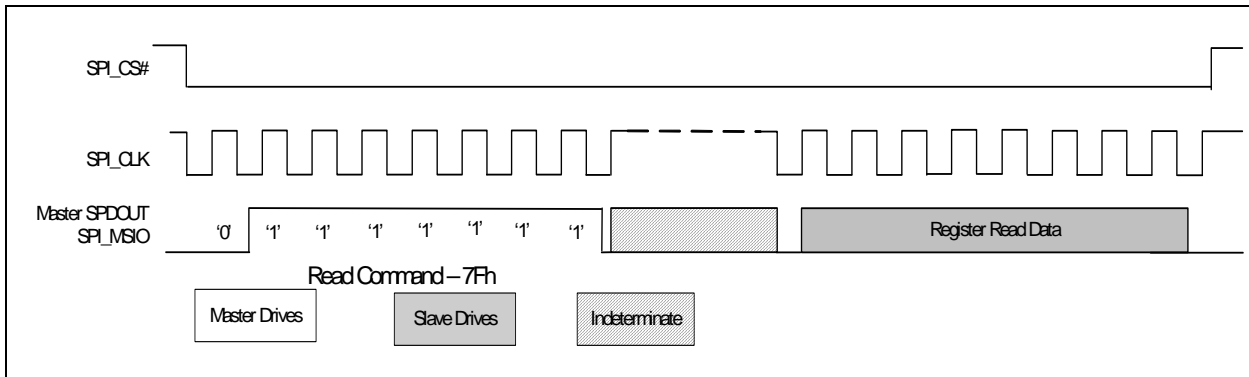 SPI_CS#
SPI_CLK
Master SPDOUT
SPI_MSIO
'0' '1' '1' '1' '1' '1' '1' '1'
Register Read Data
Read Command – 7Fh
Master Drives
Slave Drives
Indeterminate